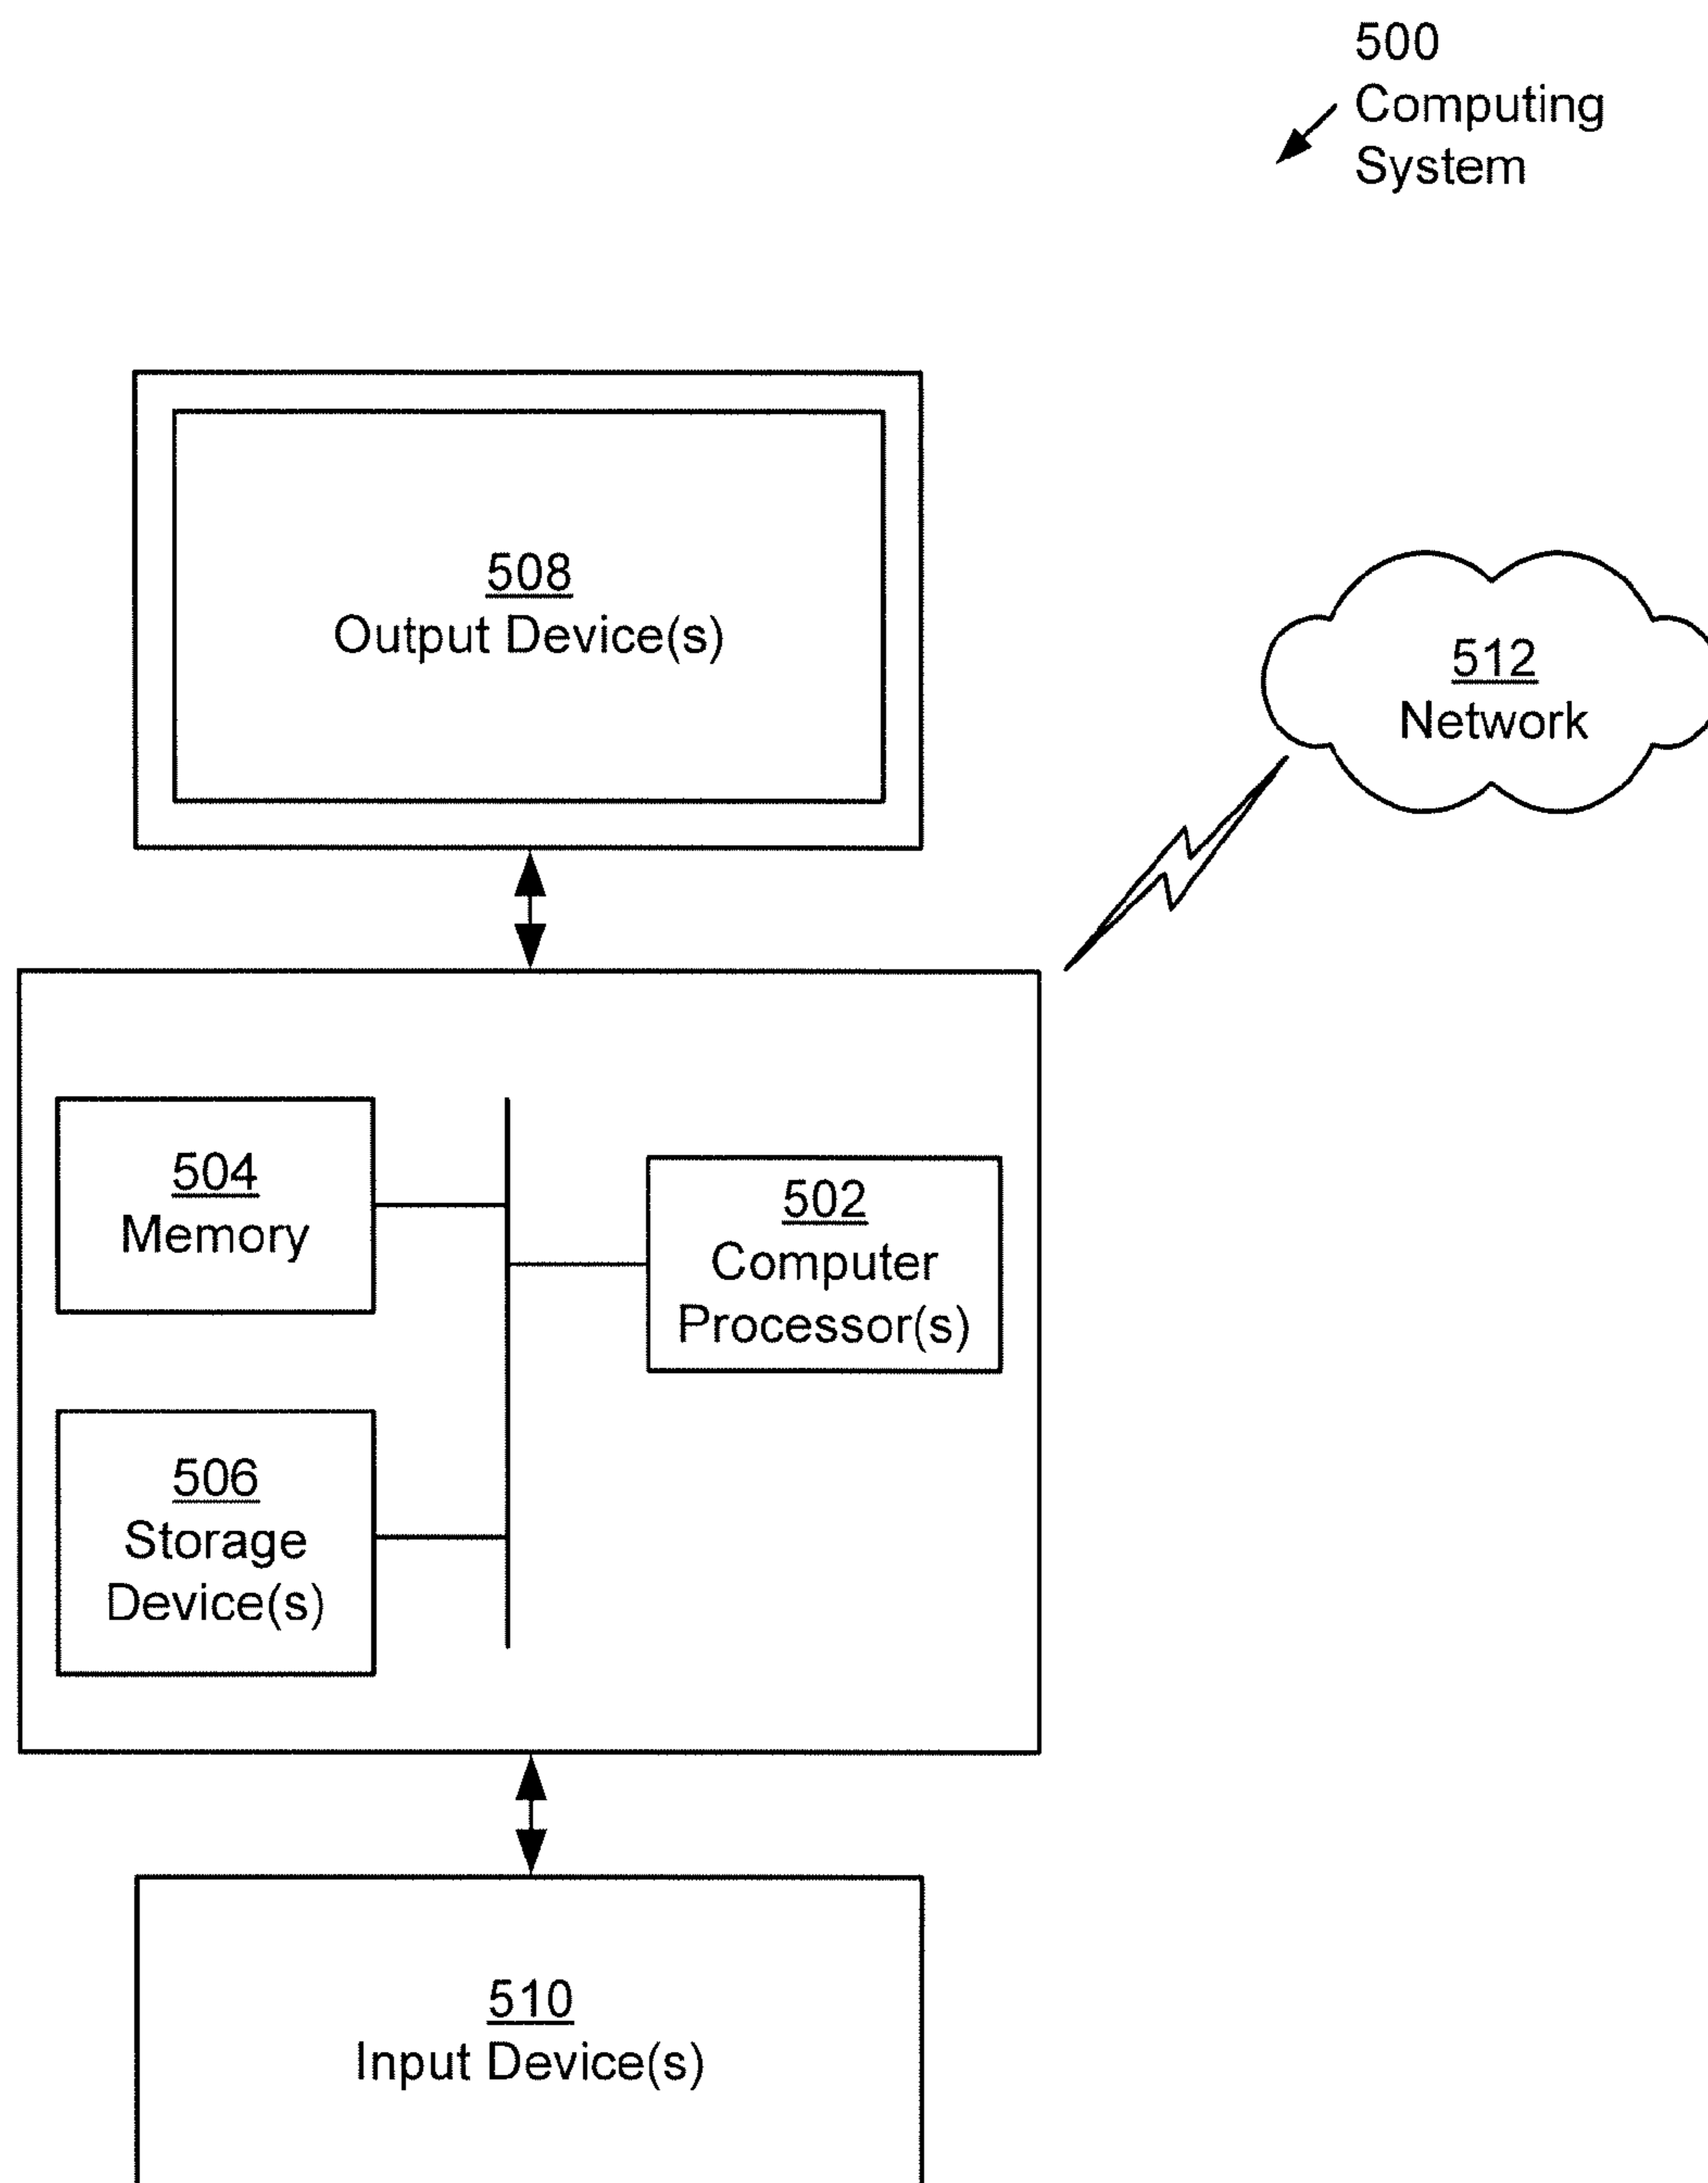 500
Computing
System
508
Output Device(s)
512
Network
504
Memory
502
Computer
Processor(s)
506
Storage
Device(s)
510
Input Device(s)